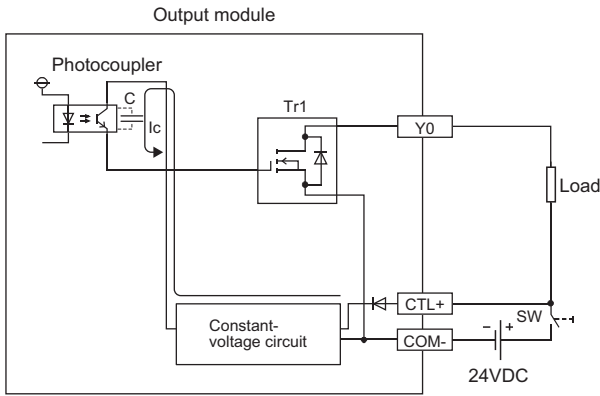 Output module
Photocoupler
C
Ic
Tr1
Y0
Load
CTL+
SW
Constant-
voltage circuit
COM-
− +
24VDC